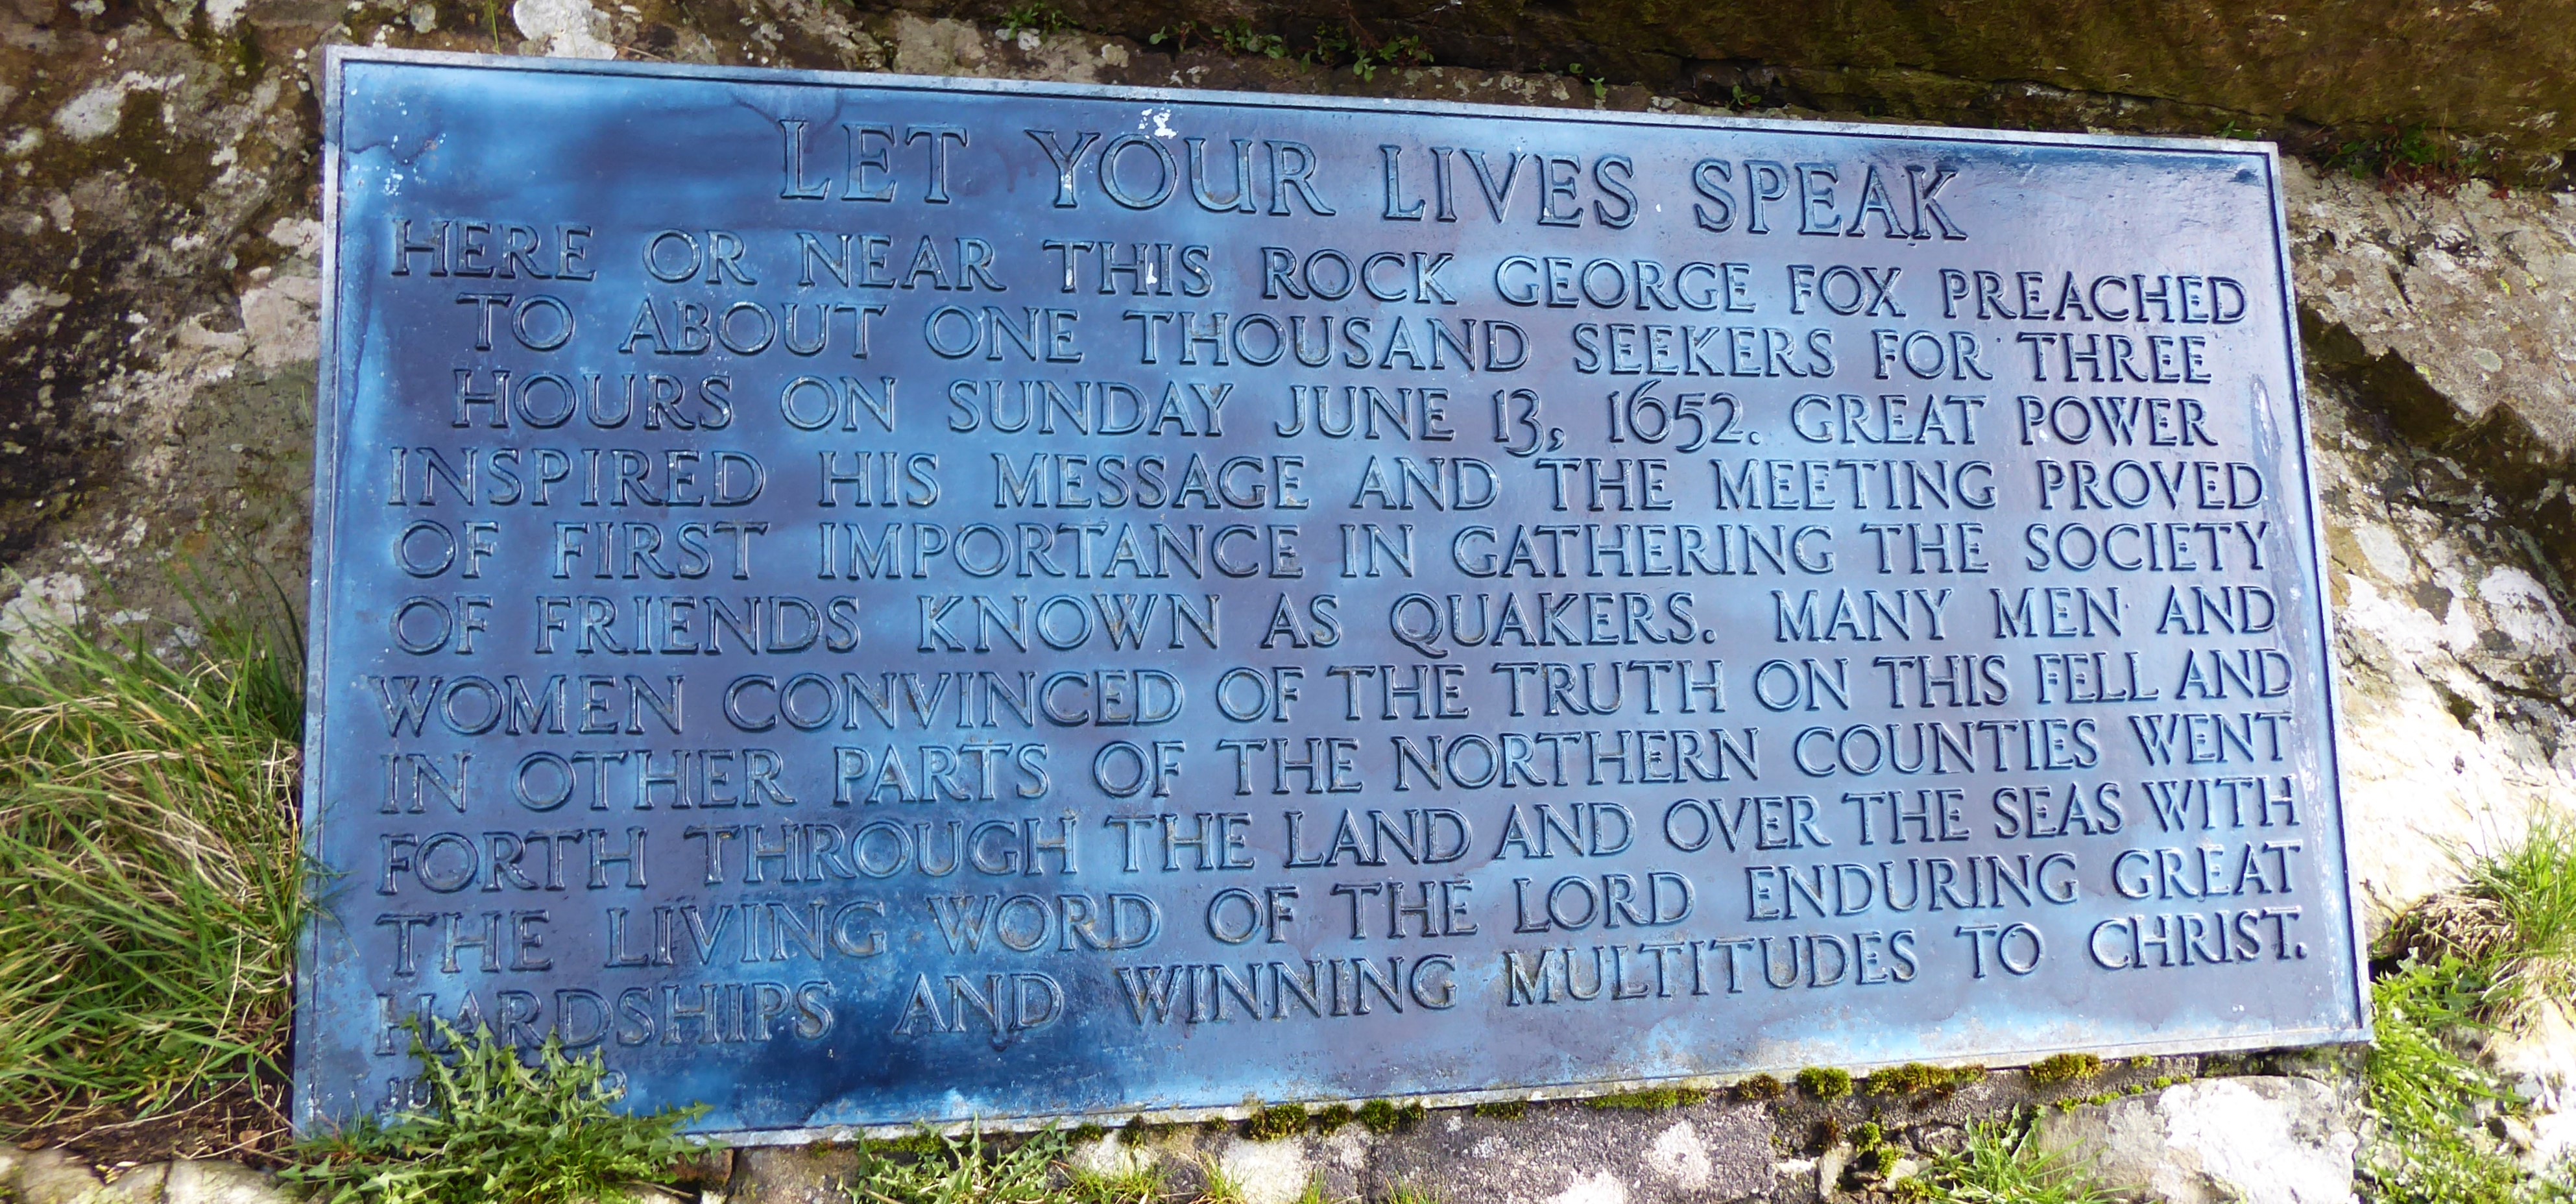 LET YOUR LIVES SPEAK
HERE OR NEAR THIS ROCK GEORGE FOX PREACHED
TO ABOUT ONE THOUSAND SEEKERS FOR THREE
HOURS ON SUNDAY JUNE 13, 1652. GREAT POWER
INSPIRED HIS MESSAGE AND THE MEETING PROVED
OF FIRST IMPORTANCE IN GATHERING THE SOCIETY
OF FRIENDS KNOWN AS QUAKERS. MANY MEN AND
WOMEN CONVINCED OF THE TRUTH ON THIS FELL AND
IN OTHER PARTS OF THE NORTHERN COUNTIES WENT
FORTH THROUGH THE LAND AND OVER THE SEAS WITH
THE LIVING WORD OF THE LORD ENDURING GREAT
HARDSHIPS AND WINNING MULTITUDES TO CHRIST.